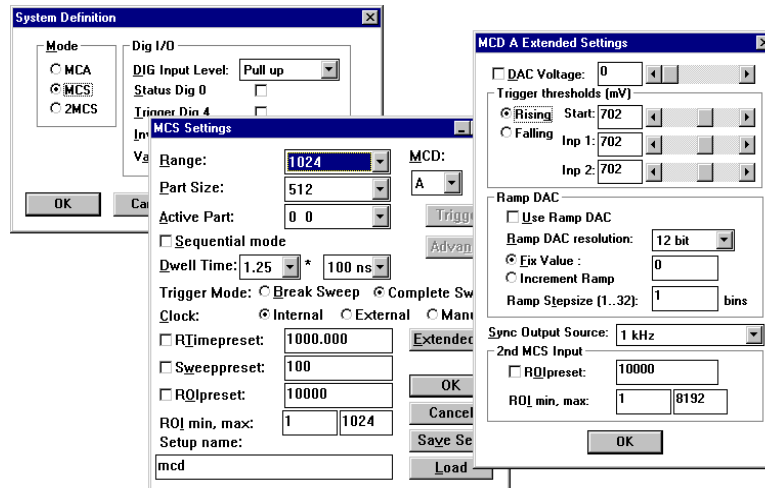 System Definition
Mode
MCA
MCS
2MCS
Dig I/O
DIG Input Level: Pull up
Status Dig 0
Trigger Dig 4
OK
MCS Settings
Range: 1024
Part Size: 512
Active Part: 0 0
Sequential mode
Dwell Time: 1.25 * 100 ns
Trigger Mode: Break Sweep Complete
Clock: Internal External
RTimepreset: 1000.000
Sweeppreset: 100
ROIpreset: 10000
ROI min, max: 1 1024
Setup name:
mcd
MCD:
A
Extended
OK
Cancel
Save
Load
MCD A Extended Settings
DAC Voltage: 0
Trigger thresholds (mV)
Rising Start: 702
Falling Inp 1: 702
Inp 2: 702
Ramp DAC
Use Ramp DAC
Ramp DAC resolution: 12 bit
Fix Value : 0
Increment Ramp
Ramp Stepsize (1..32): 1 bins
Sync Output Source: 1 kHz
2nd MCS Input
ROIpreset: 10000
ROI min, max: 1 8192
OK